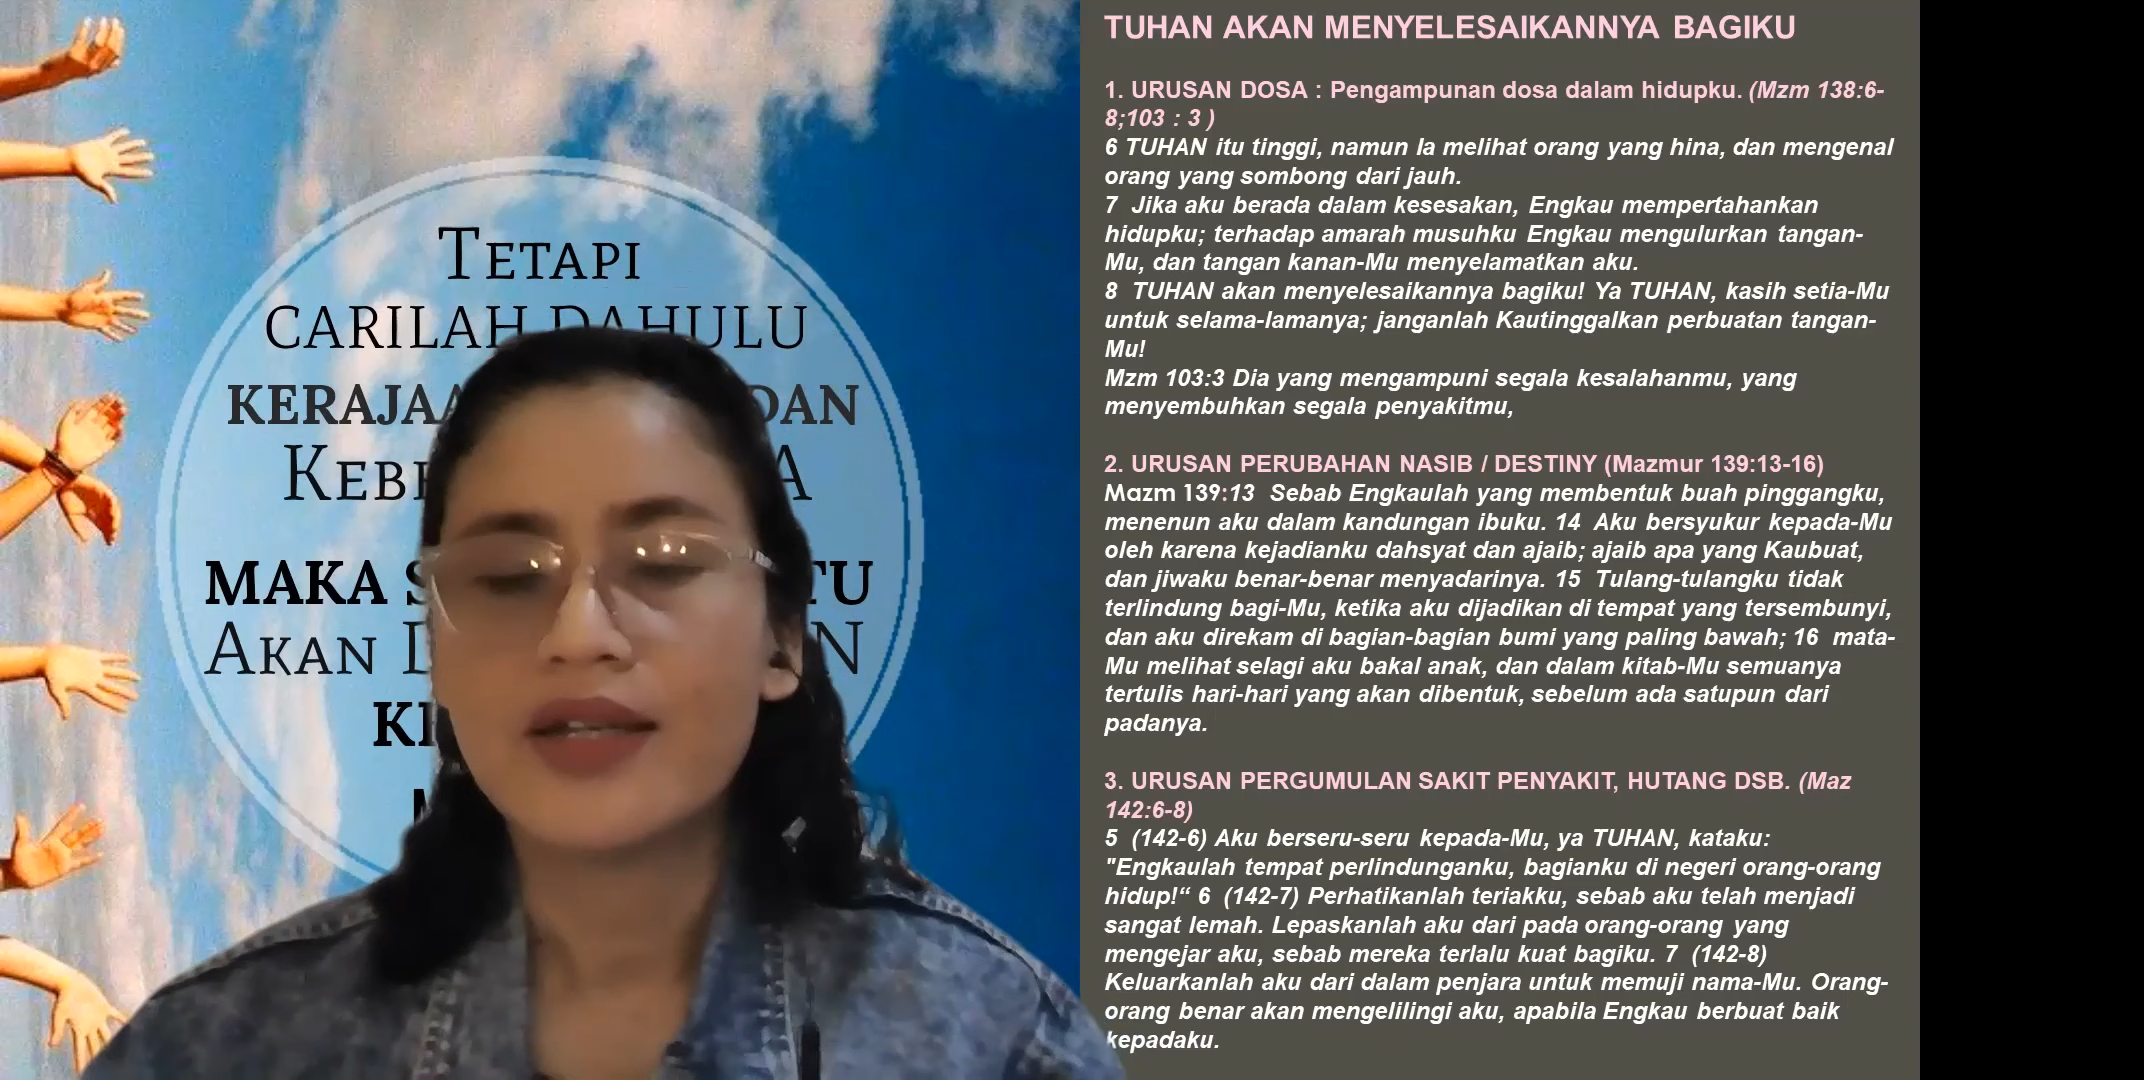 TETAPI
CARILAH DAHULU
DAN
MAKA
AKAN
TUHAN AKAN MENYELESAIKANNYA BAGIKU
1. URUSAN DOSA : Pengampunan dosa dalam hidupku. (Mzm 138:6-
8;103 : 3 )
6 TUHAN itu tinggi, namun Ia melihat orang yang hina, dan mengenal
orang yang sombong dari jauh.
7 Jika aku berada dalam kesesakan, Engkau mempertahankan
hidupku; terhadap amarah musuhku Engkau mengulurkan tangan-
Mu, dan tangan kanan-Mu menyelamatkan aku.
8 TUHAN akan menyelesaikannya bagiku! Ya TUHAN, kasih setia-Mu
untuk selama-lamanya; janganlah Kautinggalkan perbuatan tangan-
Mu!
Mzm 103:3 Dia yang mengampuni segala kesalahanmu, yang
menyembuhkan segala penyakitmu,
2. URUSAN PERUBAHAN NASIB / DESTINY (Mazmur 139:13-16)
Mazm 139:13 Sebab Engkaulah yang membentuk buah pinggangku,
menenun aku dalam kandungan ibuku. 14 Aku bersyukur kepada-Mu
oleh karena kejadianku dahsyat dan ajaib; ajaib apa yang Kaubuat,
dan jiwaku benar-benar menyadarinya. 15 Tulang-tulangku tidak
terlindung bagi-Mu, ketika aku dijadikan di tempat yang tersembunyi,
dan aku direkam di bagian-bagian bumi yang paling bawah; 16 mata-
Mu melihat selagi aku bakal anak, dan dalam kitab-Mu semuanya
tertulis hari-hari yang akan dibentuk, sebelum ada satupun dari
padanya.
3. URUSAN PERGUMULAN SAKIT PENYAKIT, HUTANG DSB. (Maz
142:6-8)
5 (142-6) Aku berseru-seru kepada-Mu, ya TUHAN, kataku:
"Engkaulah tempat perlindunganku, bagianku di negeri orang-orang
hidup!“ 6 (142-7) Perhatikanlah teriakku, sebab aku telah menjadi
sangat lemah. Lepaskanlah aku dari pada orang-orang yang
mengejar aku, sebab mereka terlalu kuat bagiku. 7 (142-8)
Keluarkanlah aku dari dalam penjara untuk memuji nama-Mu. Orang-
orang benar akan mengelilingi aku, apabila Engkau berbuat baik
kepadaku.